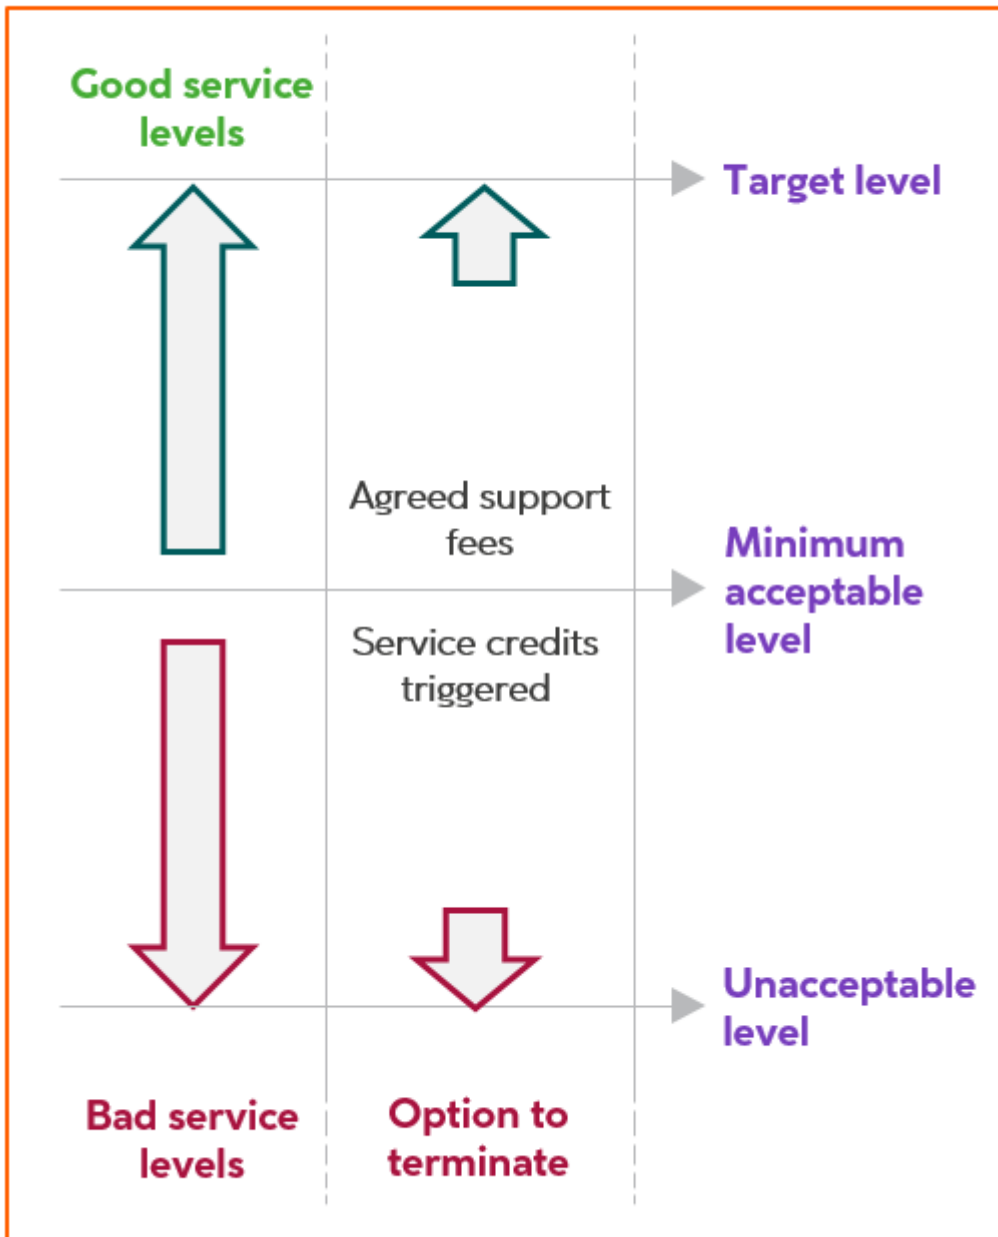 Good service
levels
Target level
Agreed support
fees
Minimum
acceptable
level
Service credits
triggered
Unacceptable
level
Bad service
levels
Option to
terminate